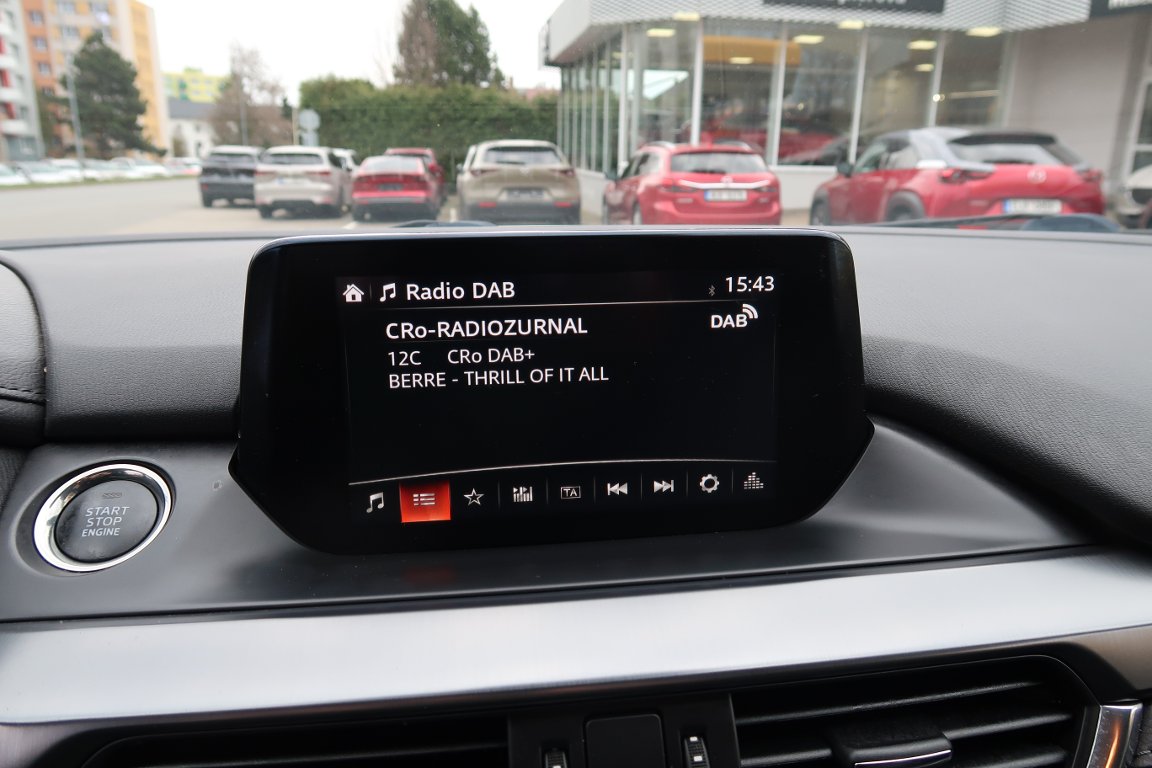 Radio DAB
15:43
CRo-RADIOZURNAL
DAB
12C CRo DAB+
BERRE - THRILL OF IT ALL
TA
START
STOP
ENGINE